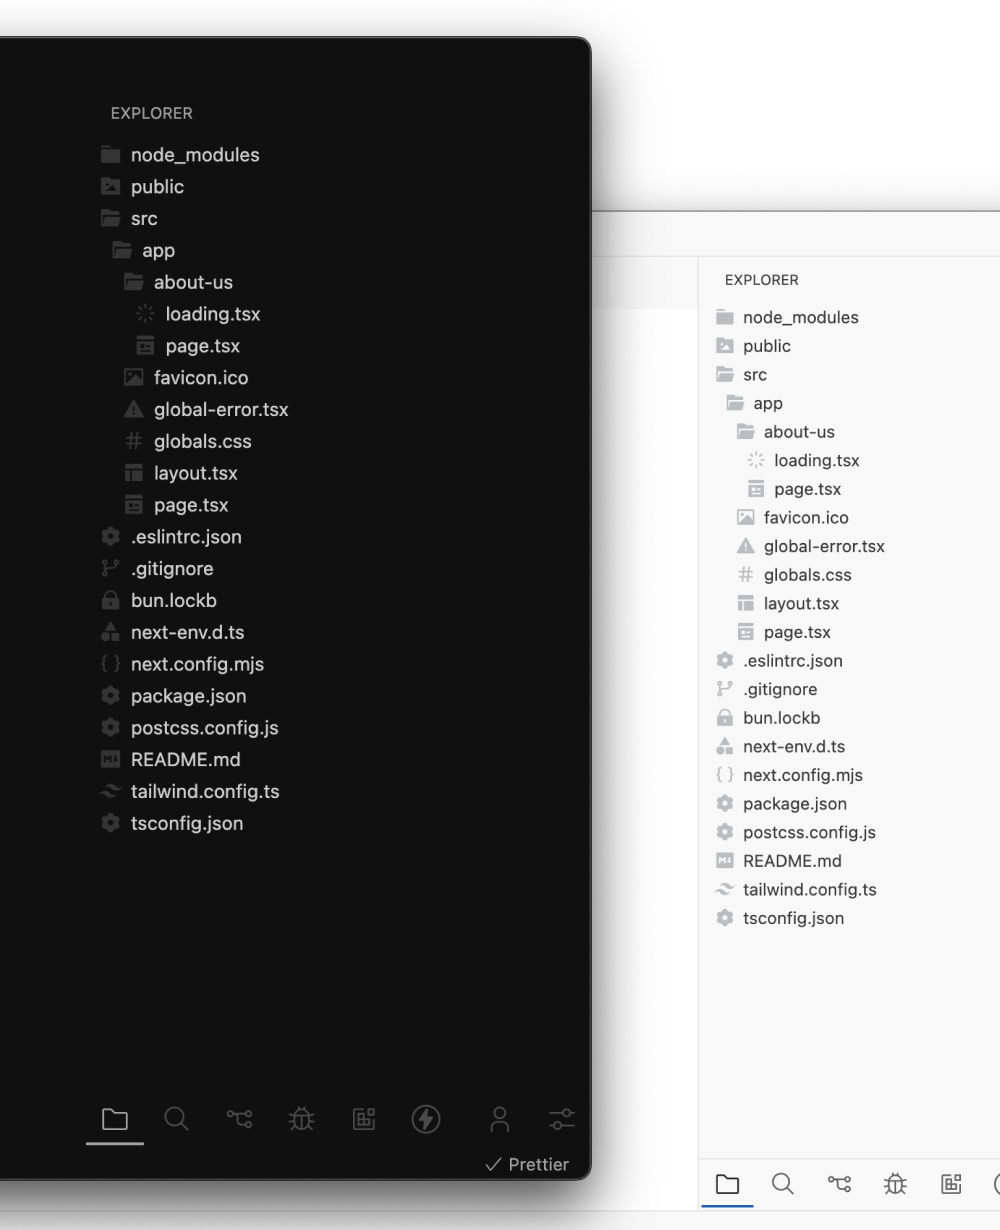 EXPLORER
node_modules
public
src
app
about-us
loading.tsx
page.tsx
favicon.ico
global-error.tsx
globals.css
layout.tsx
page.tsx
.eslintrc.json
.gitignore
bun.lockb
next-env.d.ts
next.config.mjs
package.json
postcss.config.js
README.md
tailwind.config.ts
tsconfig.json
Prettier
EXPLORER
node_modules
public
src
app
about-us
loading.tsx
page.tsx
favicon.ico
global-error.tsx
globals.css
layout.tsx
page.tsx
.eslintrc.json
.gitignore
bun.lockb
next-env.d.ts
next.config.mjs
package.json
postcss.config.js
README.md
tailwind.config.ts
tsconfig.json